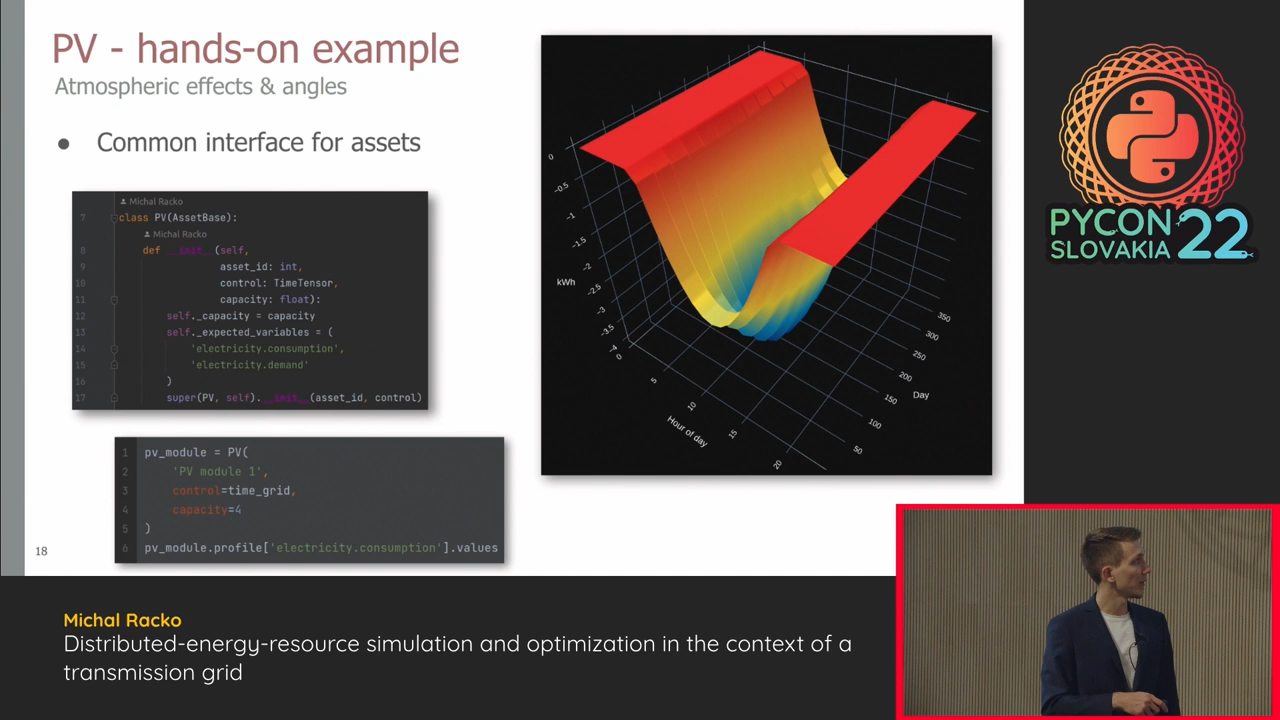 PV - hands-on example
Atmospheric effects & angles
● Common interface for assets
Michal Racko
7 class PV(AssetBase):
Michal Racko
8 def __init__(self,
9 asset_id: int,
10 control: TimeTensor,
11 capacity: float):
12 self._capacity = capacity
13 self._expected_variables = (
14 'electricity.consumption',
15 'electricity.demand'
16 )
17 super(PV, self).__init__(asset_id, control)
1 pv_module = PV(
2 'PV module 1',
3 control=time_grid,
4 capacity=4
5 )
6 pv_module.profile['electricity.consumption'].values
18
0
−0.5
−1
−1.5
−2
−2.5
−3
−3.5
−4
kWh
0
5
10
15
20
Hour of day
350
300
250
200
150
100
50
Day
PYCON
SLOVAKIA
22
Michal Racko
Distributed-energy-resource simulation and optimization in the context of a
transmission grid